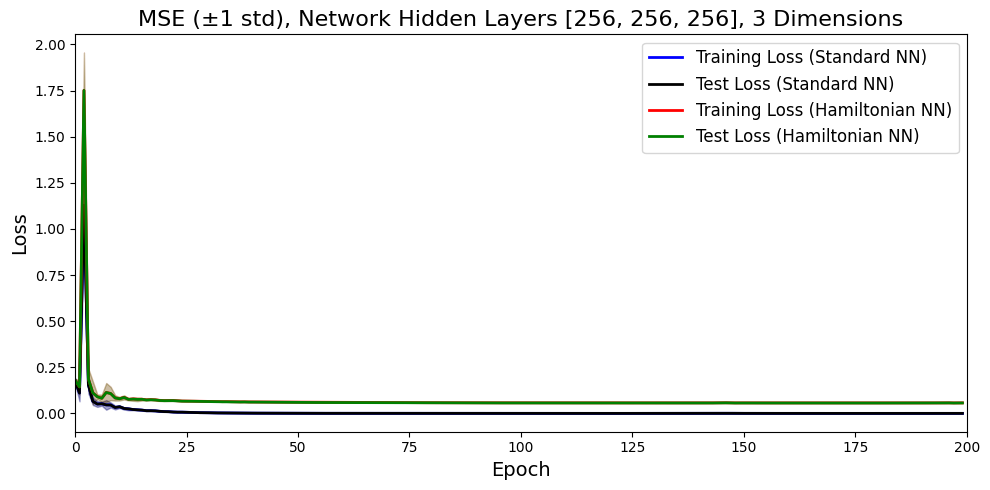 MSE (±1 std), Network Hidden Layers [256, 256, 256], 3 Dimensions
Training Loss (Standard NN)
Test Loss (Standard NN)
Training Loss (Hamiltonian NN)
Test Loss (Hamiltonian NN)
Loss
2.00
1.75
1.50
1.25
1.00
0.75
0.50
0.25
0.00
0 25 50 75 100 125 150 175 200
Epoch